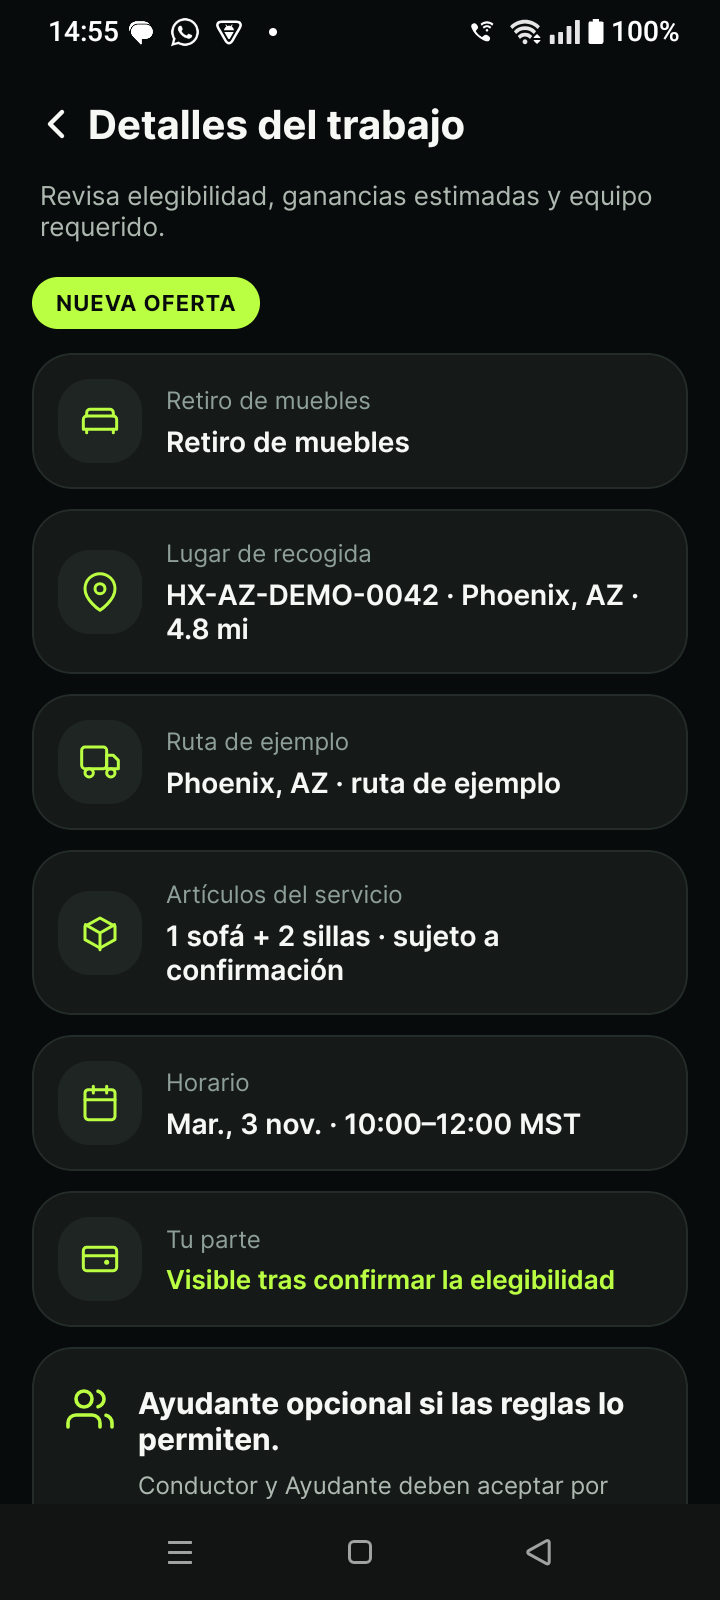 14:55
100%
Detalles del trabajo
Revisa elegibilidad, ganancias estimadas y equipo
requerido.
NUEVA OFERTA
Retiro de muebles
Retiro de muebles
Lugar de recogida
HX-AZ-DEMO-0042 · Phoenix, AZ ·
4.8 mi
Ruta de ejemplo
Phoenix, AZ · ruta de ejemplo
Artículos del servicio
1 sofá + 2 sillas · sujeto a
confirmación
Horario
Mar., 3 nov. · 10:00–12:00 MST
Tu parte
Visible tras confirmar la elegibilidad
Ayudante opcional si las reglas lo
permiten.
Conductor y Ayudante deben aceptar por